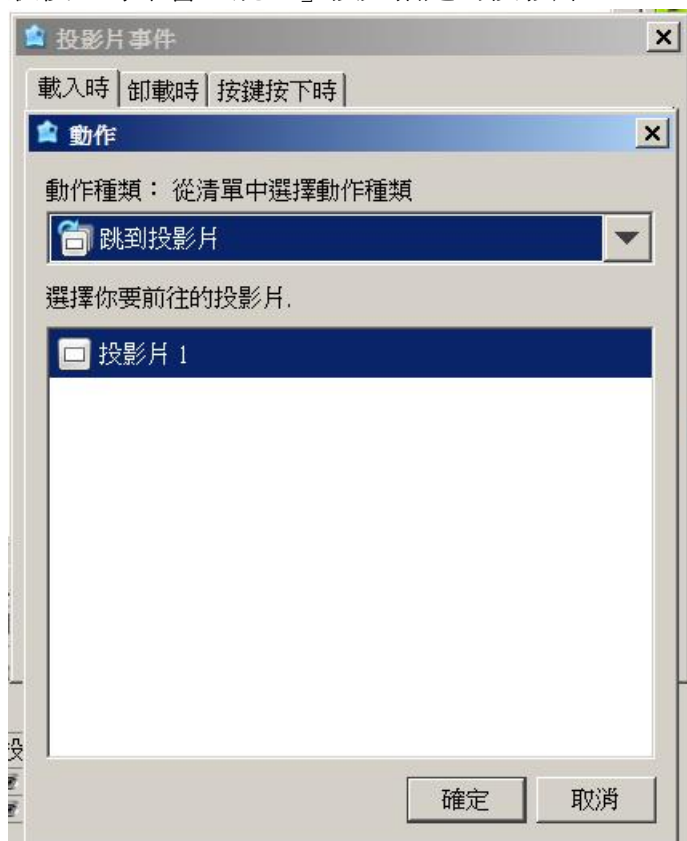 投影片事件
載入時 卸載時 按鍵按下時
動作
動作種類： 從清單中選擇動作種類
跳到投影片
選擇你要前往的投影片.
投影片 1
確定 取消